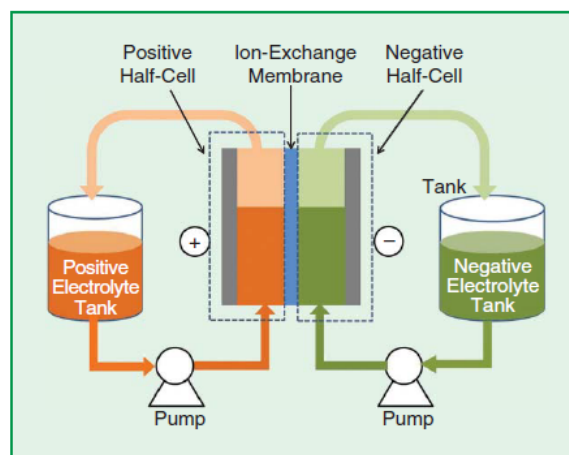 Positive
Half-Cell
Ion-Exchange
Membrane
Negative
Half-Cell
Tank
+
−
Positive
Electrolyte
Tank
Negative
Electrolyte
Tank
Pump
Pump